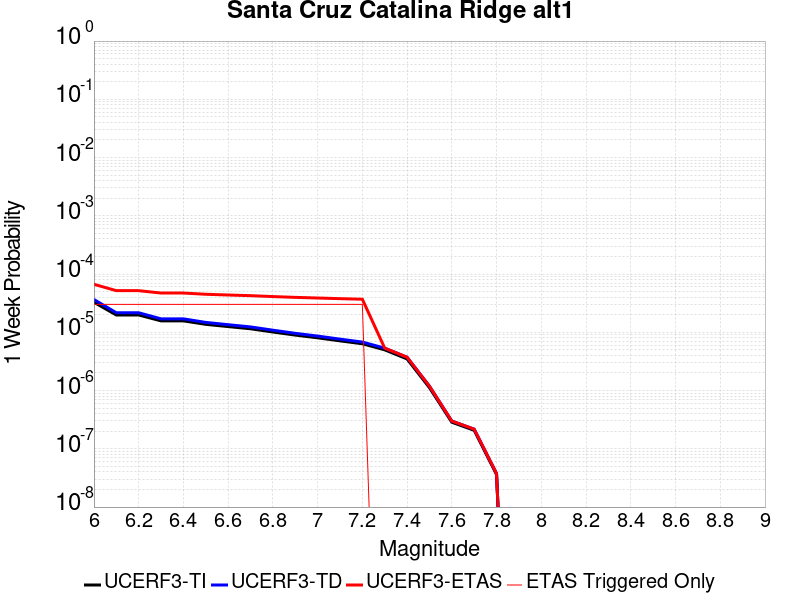 Santa Cruz Catalina Ridge alt1
1 Week Probability
10^0
10^-1
10^-2
10^-3
10^-4
10^-5
10^-6
10^-7
10^-8
6 6.2 6.4 6.6 6.8 7 7.2 7.4 7.6 7.8 8 8.2 8.4 8.6 8.8 9
Magnitude
UCERF3-TI UCERF3-TD UCERF3-ETAS ETAS Triggered Only